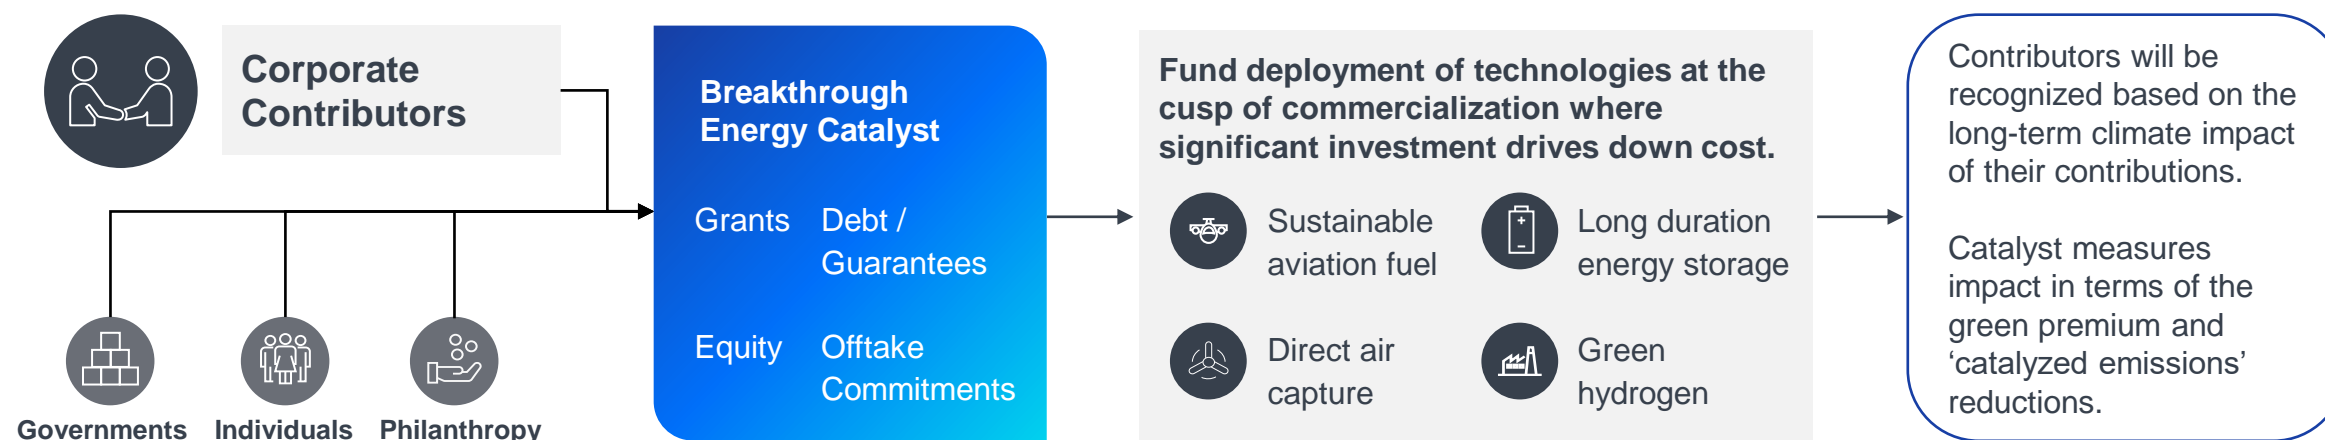 Corporate
Contributors
Governments
Individuals
Philanthropy
Breakthrough
Energy Catalyst
Grants
Debt /
Guarantees
Equity
Offtake
Commitments
Fund deployment of technologies at the
cusp of commercialization where
significant investment drives down cost.
Sustainable
aviation fuel
Long duration
energy storage
Direct air
capture
Green
hydrogen
Contributors will be
recognized based on the
long-term climate impact
of their contributions.
Catalyst measures
impact in terms of the
green premium and
‘catalyzed emissions’
reductions.